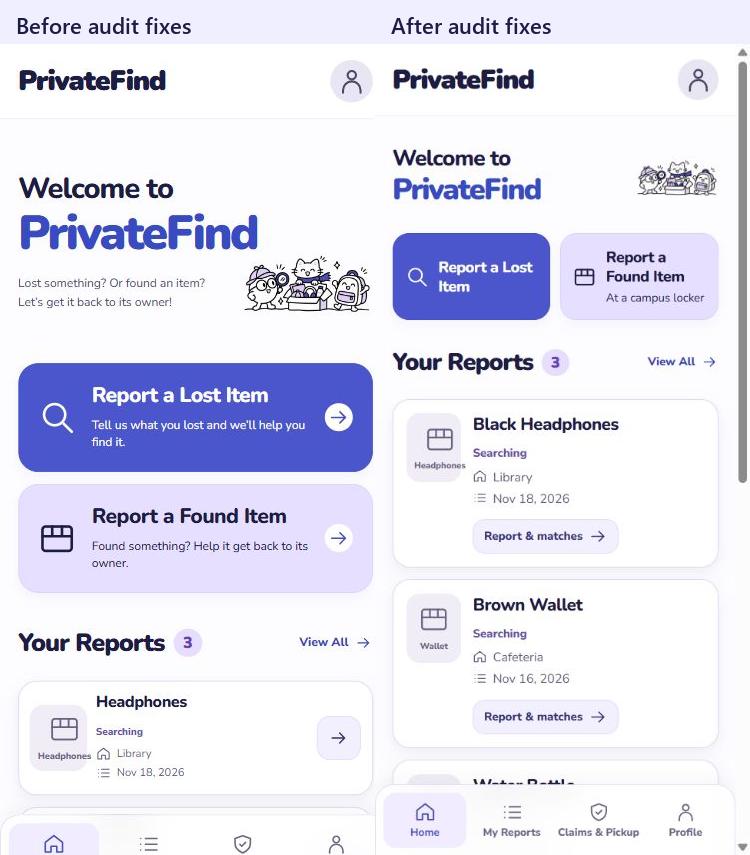 Before audit fixes
PrivateFind
Welcome to
PrivateFind
Lost something? Or found an item?
Let's get it back to its owner!
Report a Lost Item
Tell us what you lost and we'll help you
find it.
Report a Found Item
Found something? Help it get back to its
owner.
Your Reports 3
View All
Headphones
Headphones
Searching
Library
Nov 18, 2026
After audit fixes
PrivateFind
Welcome to
PrivateFind
Report a Lost
Item
Report a
Found Item
At a campus locker
Your Reports 3
View All
Headphones
Black Headphones
Searching
Library
Nov 18, 2026
Report & matches
Wallet
Brown Wallet
Searching
Cafeteria
Nov 16, 2026
Report & matches
Water Bottle
Home
My Reports
Claims & Pickup
Profile